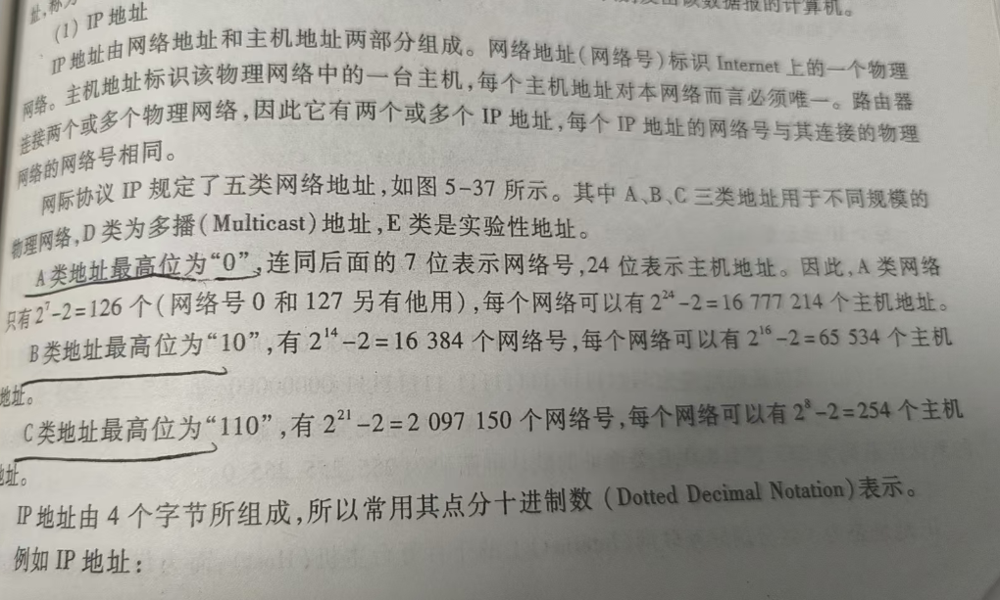 址,称为
(1) IP 地址
IP 地址由网络地址和主机地址两部分组成。网络地址(网络号)标识 Internet 上的一个物理
网络。主机地址标识该物理网络中的一台主机,每个主机地址对本网络而言必须唯一。路由器
连接两个或多个物理网络,因此它有两个或多个 IP 地址,每个 IP 地址的网络号与其连接的物理
网络的网络号相同。
网际协议 IP 规定了五类网络地址,如图 5-37 所示。其中 A、B、C 三类地址用于不同规模的
物理网络,D 类为多播(Multicast)地址,E 类是实验性地址。
A类地址最高位为“0”,连同后面的 7 位表示网络号,24 位表示主机地址。因此,A 类网络
只有 2⁷-2=126 个(网络号 0 和 127 另有他用),每个网络可以有 2²⁴-2=16 777 214 个主机地址。
B类地址最高位为“10”,有 2¹⁴-2=16 384 个网络号,每个网络可以有 2¹⁶-2=65 534 个主机
地址。
C类地址最高位为“110”,有 2²¹-2=2 097 150 个网络号,每个网络可以有 2⁸-2=254 个主机
地址。
IP 地址由 4 个字节所组成,所以常用其点分十进制数 (Dotted Decimal Notation)表示。
例如 IP 地址: